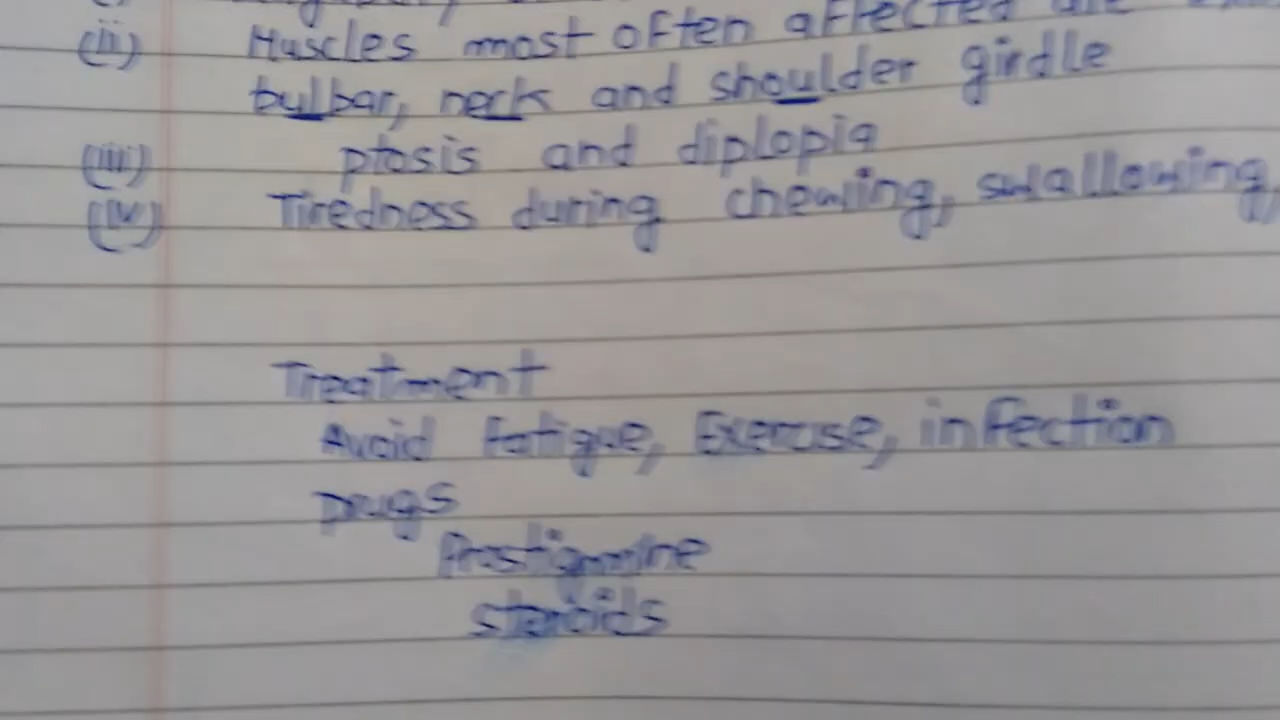 (ii) Muscles most often affected are
bulbar, neck and shoulder girdle
(iii) ptosis and diplopia
(iv) Tiredness during chewing, swallowing,
Treatment
Avoid fatigue, Exercise, infection
Drugs
Prostigmine
steroids